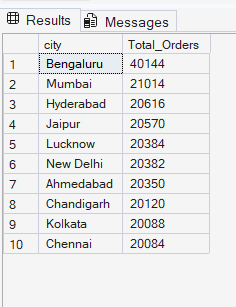 Results Messages
city Total_Orders
1 Bengaluru 40144
2 Mumbai 21014
3 Hyderabad 20616
4 Jaipur 20570
5 Lucknow 20384
6 New Delhi 20382
7 Ahmedabad 20350
8 Chandigarh 20120
9 Kolkata 20088
10 Chennai 20084